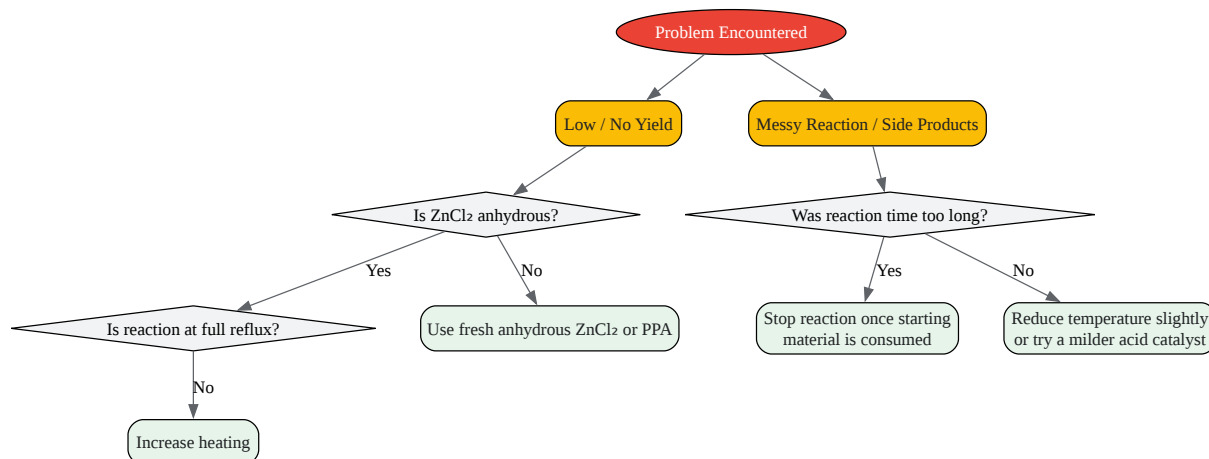 Problem Encountered
Low / No Yield
Messy Reaction / Side Products
Is ZnCl₂ anhydrous?
Was reaction time too long?
Yes
No
Yes
No
Is reaction at full reflux?
Use fresh anhydrous ZnCl₂ or PPA
Stop reaction once starting
material is consumed
Reduce temperature slightly
or try a milder acid catalyst
No
Increase heating